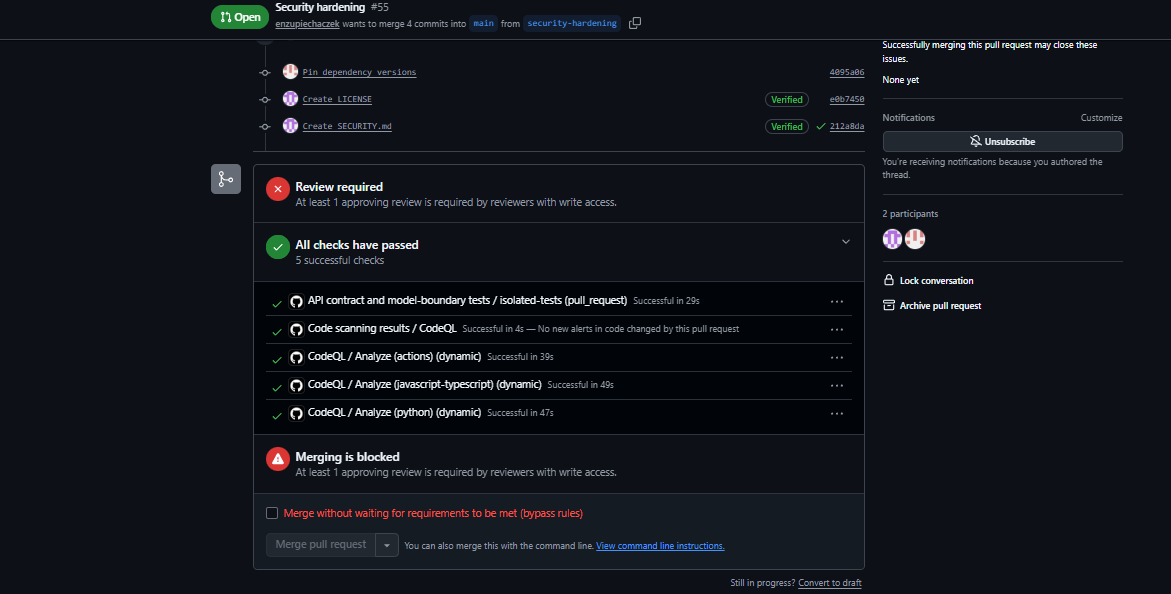 Open
Security hardening #55
enzupiechaczek wants to merge 4 commits into main from security-hardening
Pin dependency versions 4095a06
Create LICENSE Verified e0b7450
Create SECURITY.md Verified 212a8da
Review required
At least 1 approving review is required by reviewers with write access.
All checks have passed
5 successful checks
API contract and model-boundary tests / isolated-tests (pull_request) Successful in 29s
Code scanning results / CodeQL Successful in 4s — No new alerts in code changed by this pull request
CodeQL / Analyze (actions) (dynamic) Successful in 39s
CodeQL / Analyze (javascript-typescript) (dynamic) Successful in 49s
CodeQL / Analyze (python) (dynamic) Successful in 47s
Merging is blocked
At least 1 approving review is required by reviewers with write access.
Merge without waiting for requirements to be met (bypass rules)
Merge pull request You can also merge this with the command line. View command line instructions.
Still in progress? Convert to draft
Successfully merging this pull request may close these
issues.
None yet
Notifications Customize
Unsubscribe
You're receiving notifications because you authored the
thread.
2 participants
Lock conversation
Archive pull request